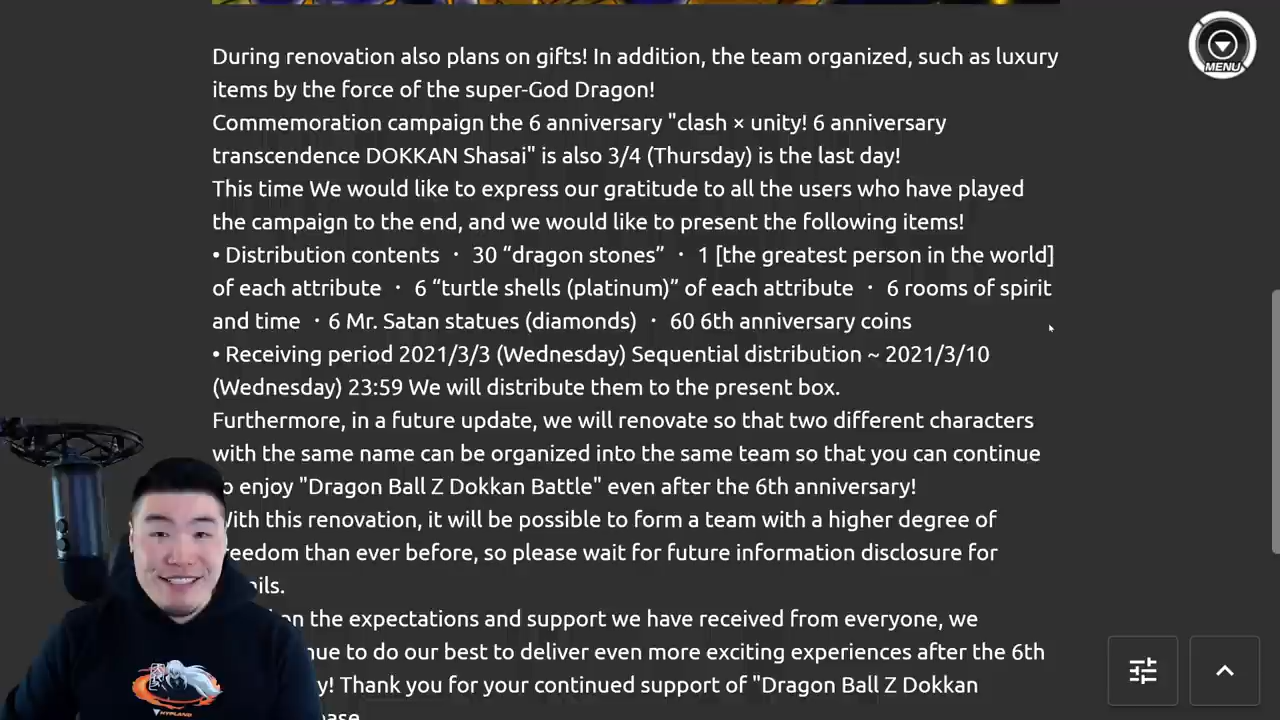 MENU
During renovation also plans on gifts! In addition, the team organized, such as luxury
items by the force of the super-God Dragon!
Commemoration campaign the 6 anniversary "clash × unity! 6 anniversary
transcendence DOKKAN Shasai" is also 3/4 (Thursday) is the last day!
This time We would like to express our gratitude to all the users who have played
the campaign to the end, and we would like to present the following items!
• Distribution contents ・ 30 “dragon stones” ・ 1 [the greatest person in the world]
of each attribute ・ 6 “turtle shells (platinum)” of each attribute ・ 6 rooms of spirit
and time ・6 Mr. Satan statues (diamonds) ・ 60 6th anniversary coins
• Receiving period 2021/3/3 (Wednesday) Sequential distribution ~ 2021/3/10
(Wednesday) 23:59 We will distribute them to the present box.
Furthermore, in a future update, we will renovate so that two different characters
with the same name can be organized into the same team so that you can continue
enjoy "Dragon Ball Z Dokkan Battle" even after the 6th anniversary!
this renovation, it will be possible to form a team with a higher degree of
than ever before, so please wait for future information disclosure for
on the expectations and support we have received from everyone, we
to do our best to deliver even more exciting experiences after the 6th
Thank you for your continued support of "Dragon Ball Z Dokkan
HYPLAND